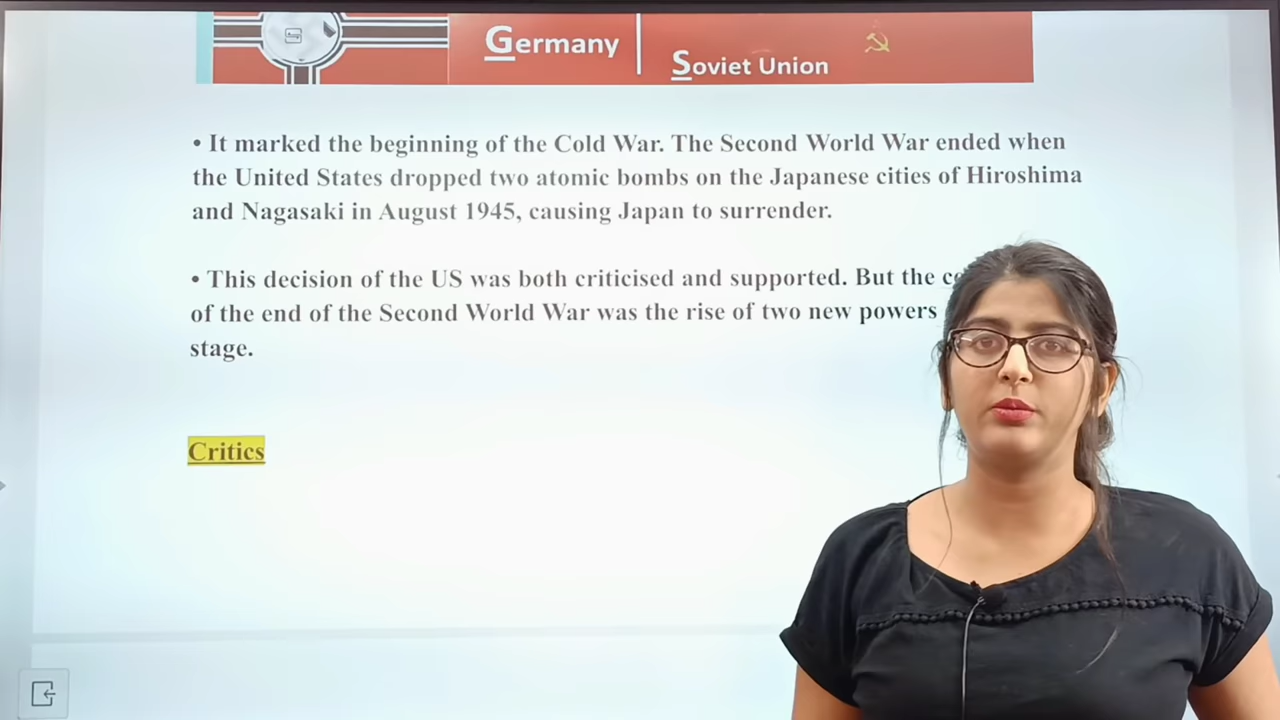 Germany
Soviet Union
• It marked the beginning of the Cold War. The Second World War ended when
the United States dropped two atomic bombs on the Japanese cities of Hiroshima
and Nagasaki in August 1945, causing Japan to surrender.
• This decision of the US was both criticised and supported. But the
of the end of the Second World War was the rise of two new powers
stage.
Critics